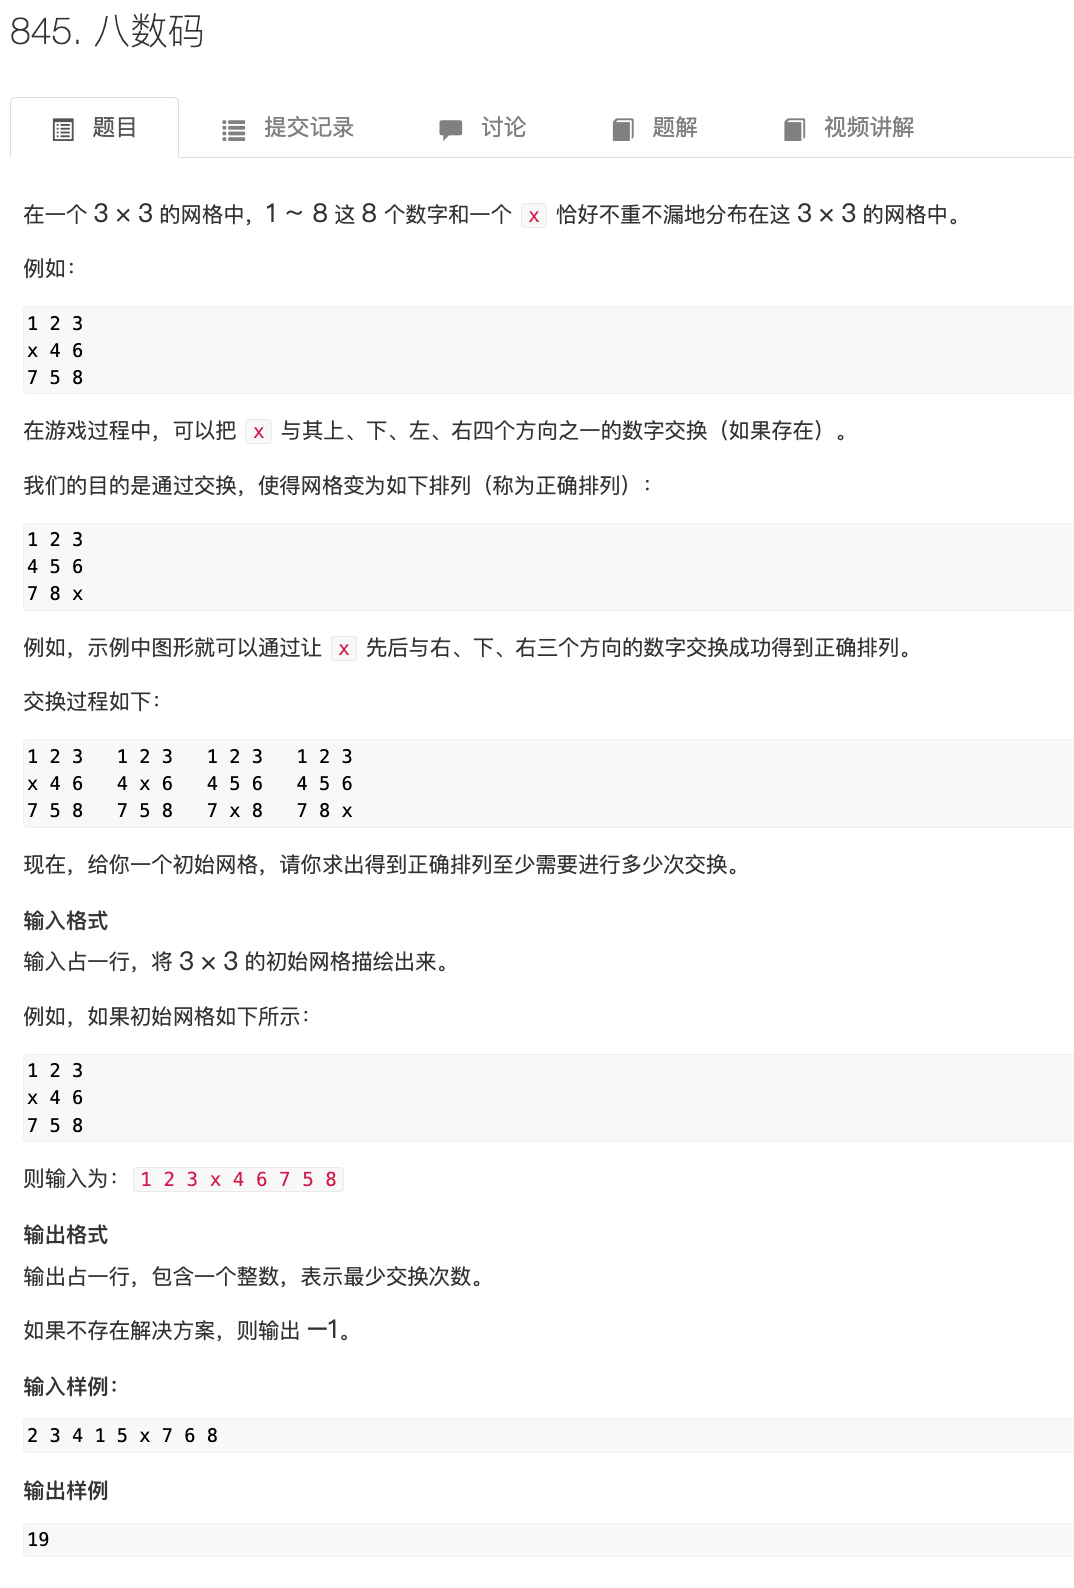 845. 八数码
题目 提交记录 讨论 题解 视频讲解
在一个 3 × 3 的网格中，1 ~ 8 这 8 个数字和一个 x 恰好不重不漏地分布在这 3 × 3 的网格中。
例如：
1 2 3
x 4 6
7 5 8
在游戏过程中，可以把 x 与其上、下、左、右四个方向之一的数字交换（如果存在）。
我们的目的是通过交换，使得网格变为如下排列（称为正确排列）：
1 2 3
4 5 6
7 8 x
例如，示例中图形就可以通过让 x 先后与右、下、右三个方向的数字交换成功得到正确排列。
交换过程如下：
1 2 3   1 2 3   1 2 3   1 2 3
x 4 6   4 x 6   4 5 6   4 5 6
7 5 8   7 5 8   7 x 8   7 8 x
现在，给你一个初始网格，请你求出得到正确排列至少需要进行多少次交换。
输入格式
输入占一行，将 3 × 3 的初始网格描绘出来。
例如，如果初始网格如下所示：
1 2 3
x 4 6
7 5 8
则输入为： 1 2 3 x 4 6 7 5 8
输出格式
输出占一行，包含一个整数，表示最少交换次数。
如果不存在解决方案，则输出 −1。
输入样例：
2 3 4 1 5 x 7 6 8
输出样例
19